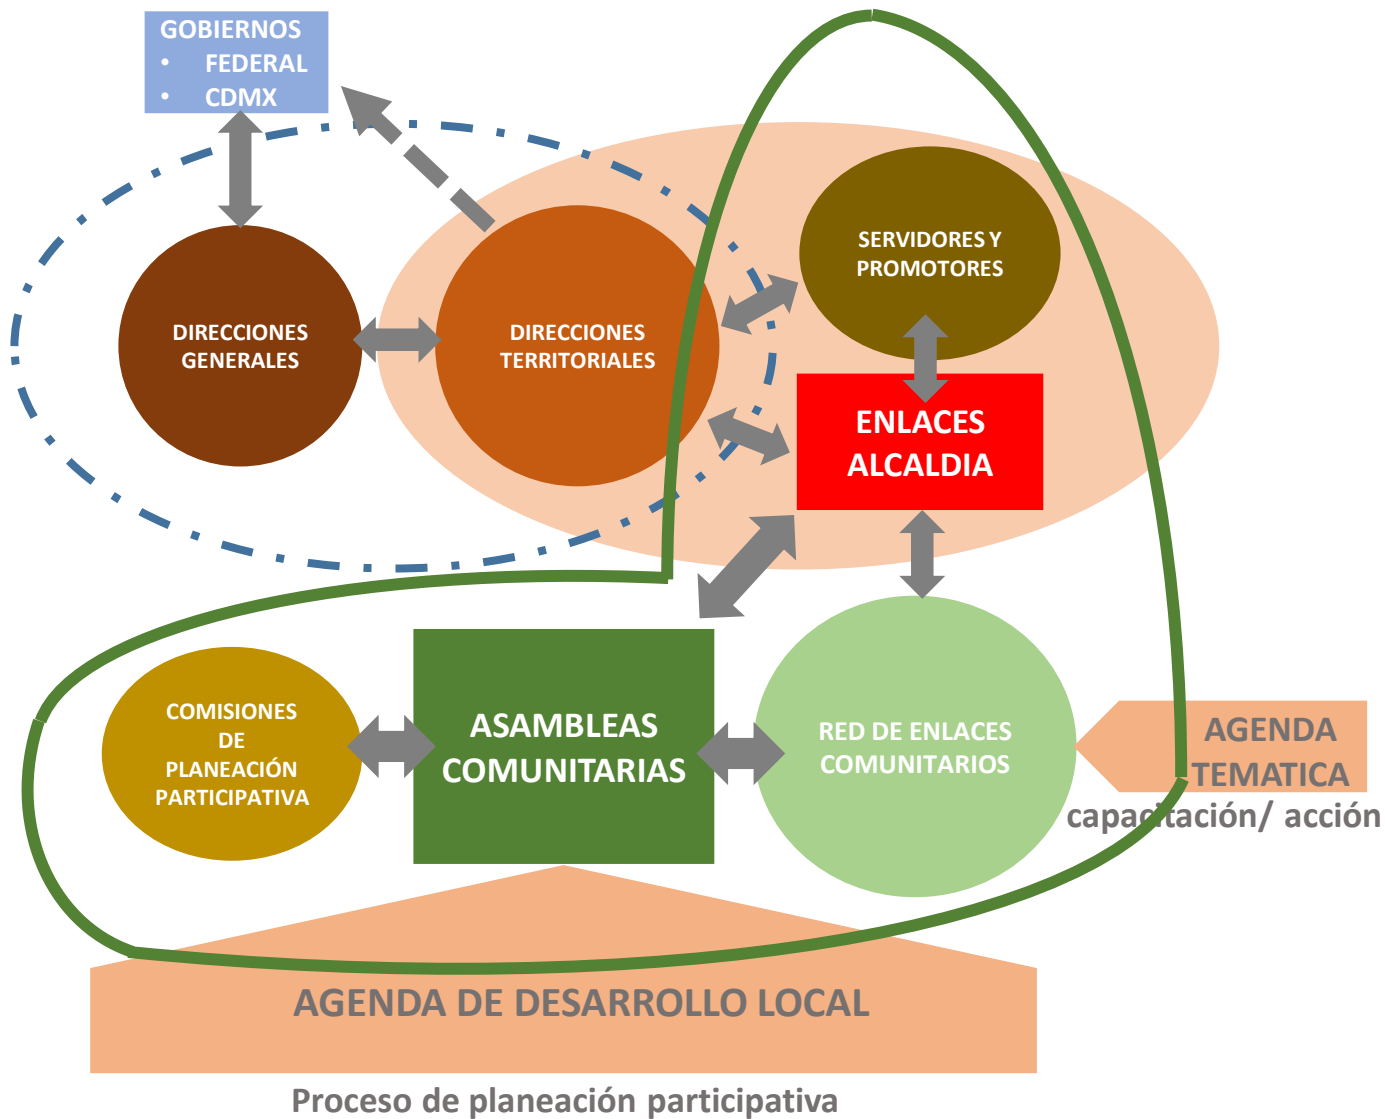 GOBIERNOS
• FEDERAL
• CDMX
SERVIDORES Y
PROMOTORES
DIRECCIONES
GENERALES
DIRECCIONES
TERRITORIALES
ENLACES
ALCALDIA
COMISIONES
DE
PLANEACIÓN
PARTICIPATIVA
ASAMBLEAS
COMUNITARIAS
RED DE ENLACES
COMUNITARIOS
AGENDA
TEMATICA
capacitación/ acción
AGENDA DE DESARROLLO LOCAL
Proceso de planeación participativa